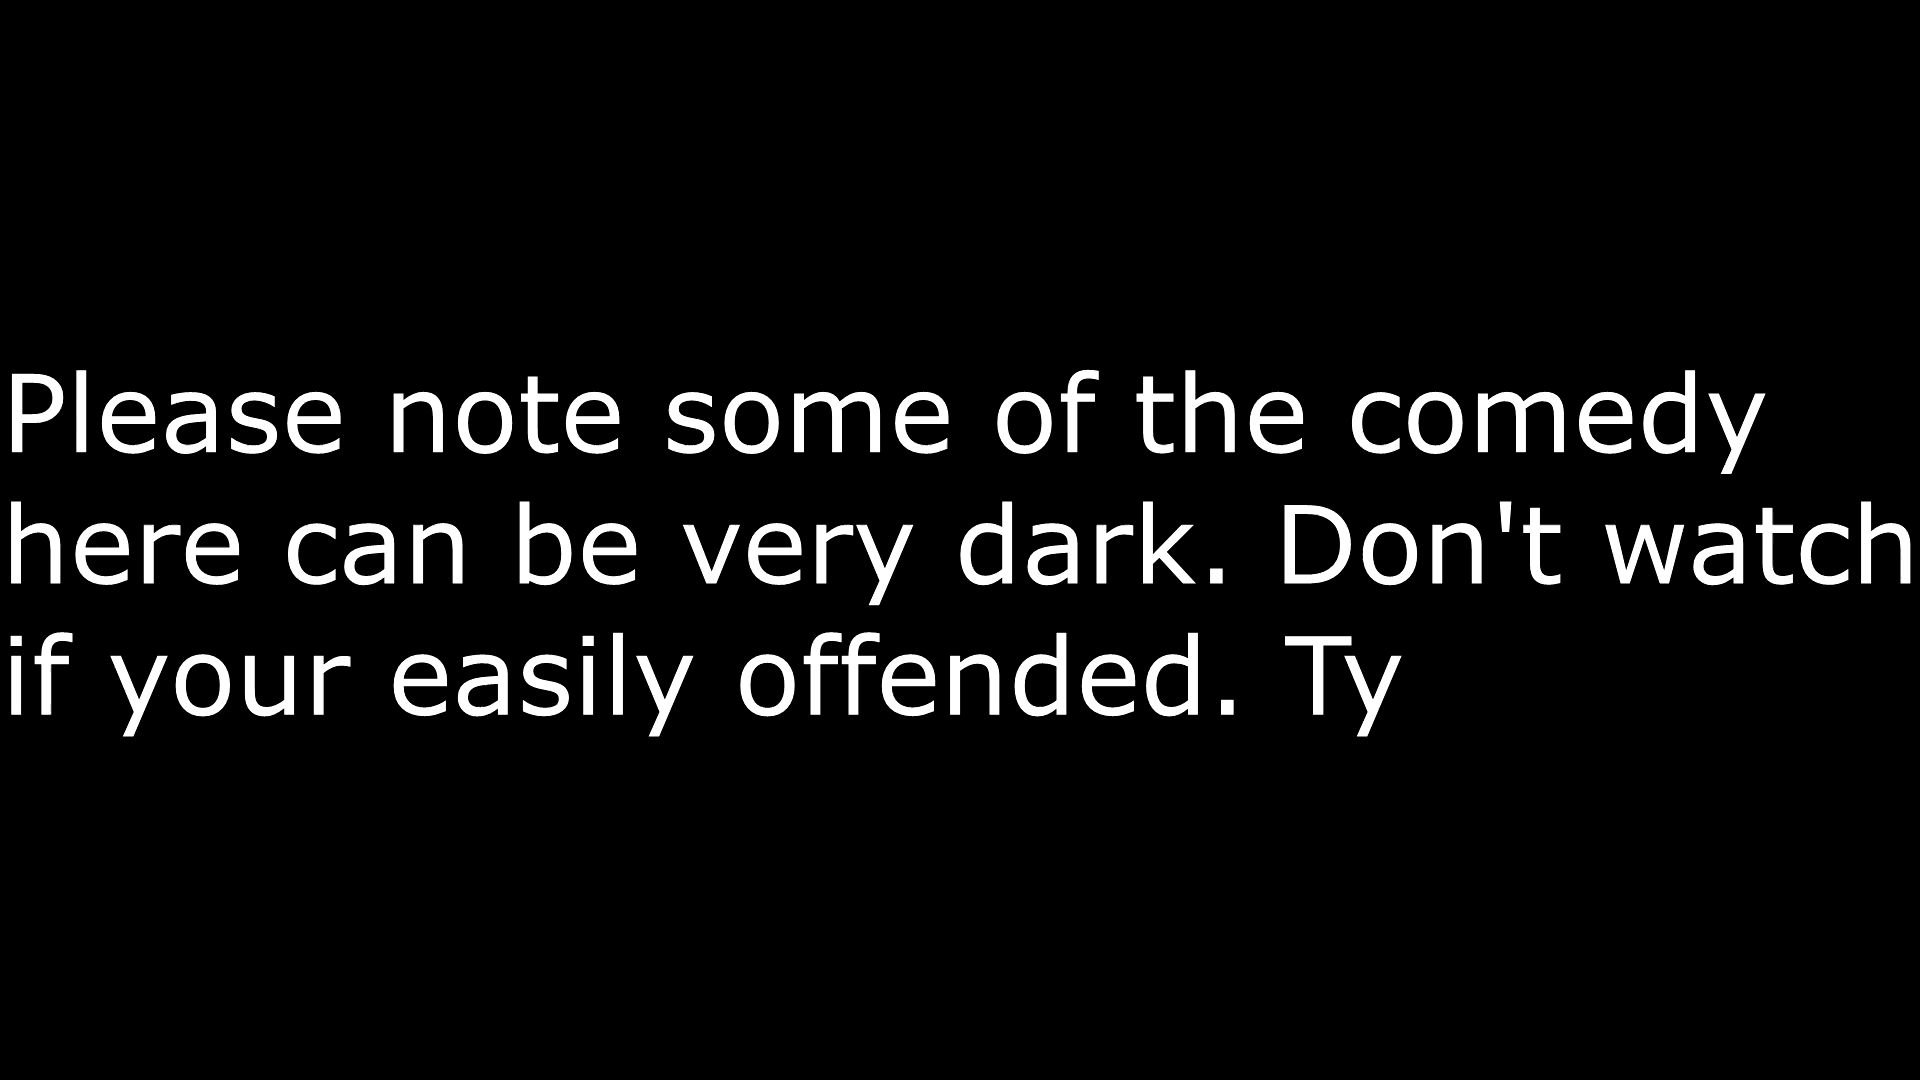 Please note some of the comedy
here can be very dark. Don't watch
if your easily offended. Ty